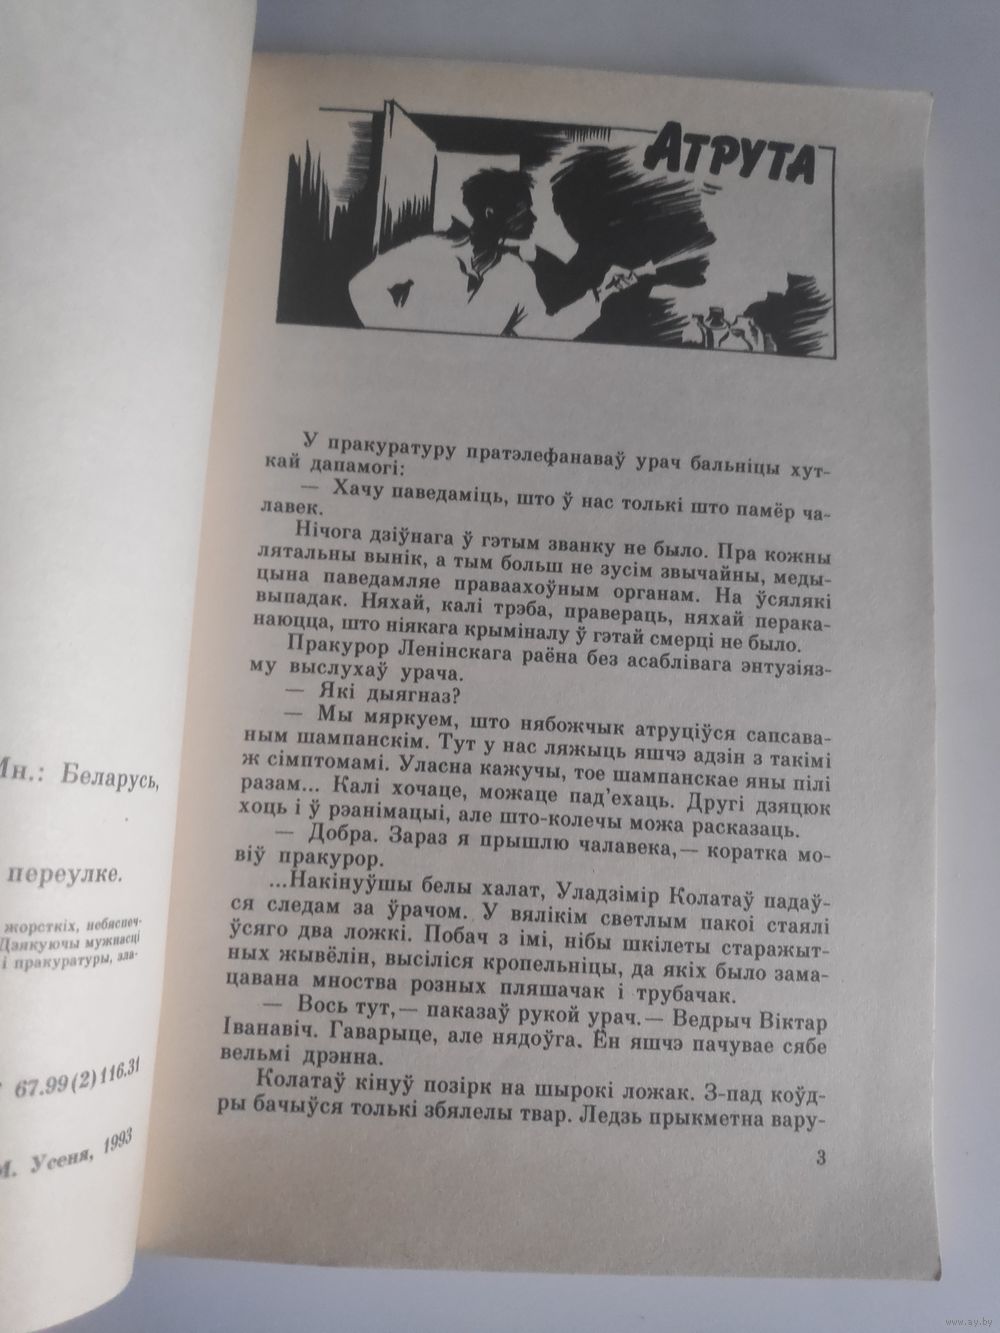 АТРУТА
У пракуратуру пратэлефанаваў урач бальніцы хут-
кай дапамогі:
— Хачу паведаміць, што ў нас толькі што памёр ча-
лавек.
Нічога дзіўнага ў гэтым званку не было. Пра кожны
лятальны вынік, а тым больш не зусім звычайны, меды-
цына паведамляе праваахоўным органам. На ўсялякі
выпадак. Няхай, калі трэба, правераць, няхай перака-
наюцца, што ніякага крыміналу ў гэтай смерці не было.
Пракурор Ленінскага раёна без асаблівага энтузіяз-
му выслухаў урача.
— Які дыягназ?
— Мы мяркуем, што нябожчык атруціўся сапсава-
ным шампанскім. Тут у нас ляжыць яшчэ адзін з такімі
ж сімптомамі. Уласна кажучы, тое шампанскае яны пілі
разам... Калі хочаце, можаце пад'ехаць. Другі дзяцюк
хоць і ў рэанімацыі, але што-колечы можа расказаць.
— Добра. Зараз я прышлю чалавека,— коратка мо-
віў пракурор.
...Накінуўшы белы халат, Уладзімір Колатаў падаў-
ся следам за ўрачом. У вялікім светлым пакоі стаялі
ўсяго два ложкі. Побач з імі, нібы шкілеты старажыт-
ных жывёлін, высіліся кропельніцы, да якіх было зама-
цавана мноства розных пляшачак і трубачак.
— Вось тут,— паказаў рукой урач.— Ведрыч Віктар
Іванавіч. Гаварыце, але нядоўга. Ён яшчэ пачувае сябе
вельмі дрэнна.
Колатаў кінуў позірк на шырокі ложак. З-пад коўд-
ры бачыўся толькі збялелы твар. Ледзь прыкметна вару-
3
Мн.: Беларусь,
переулке.
жорсткіх, небяспеч-
Дзякуючы мужнасці
і пракуратуры, зла-
67.99(2)116.31
М. Усеня, 1993
www.ay.by